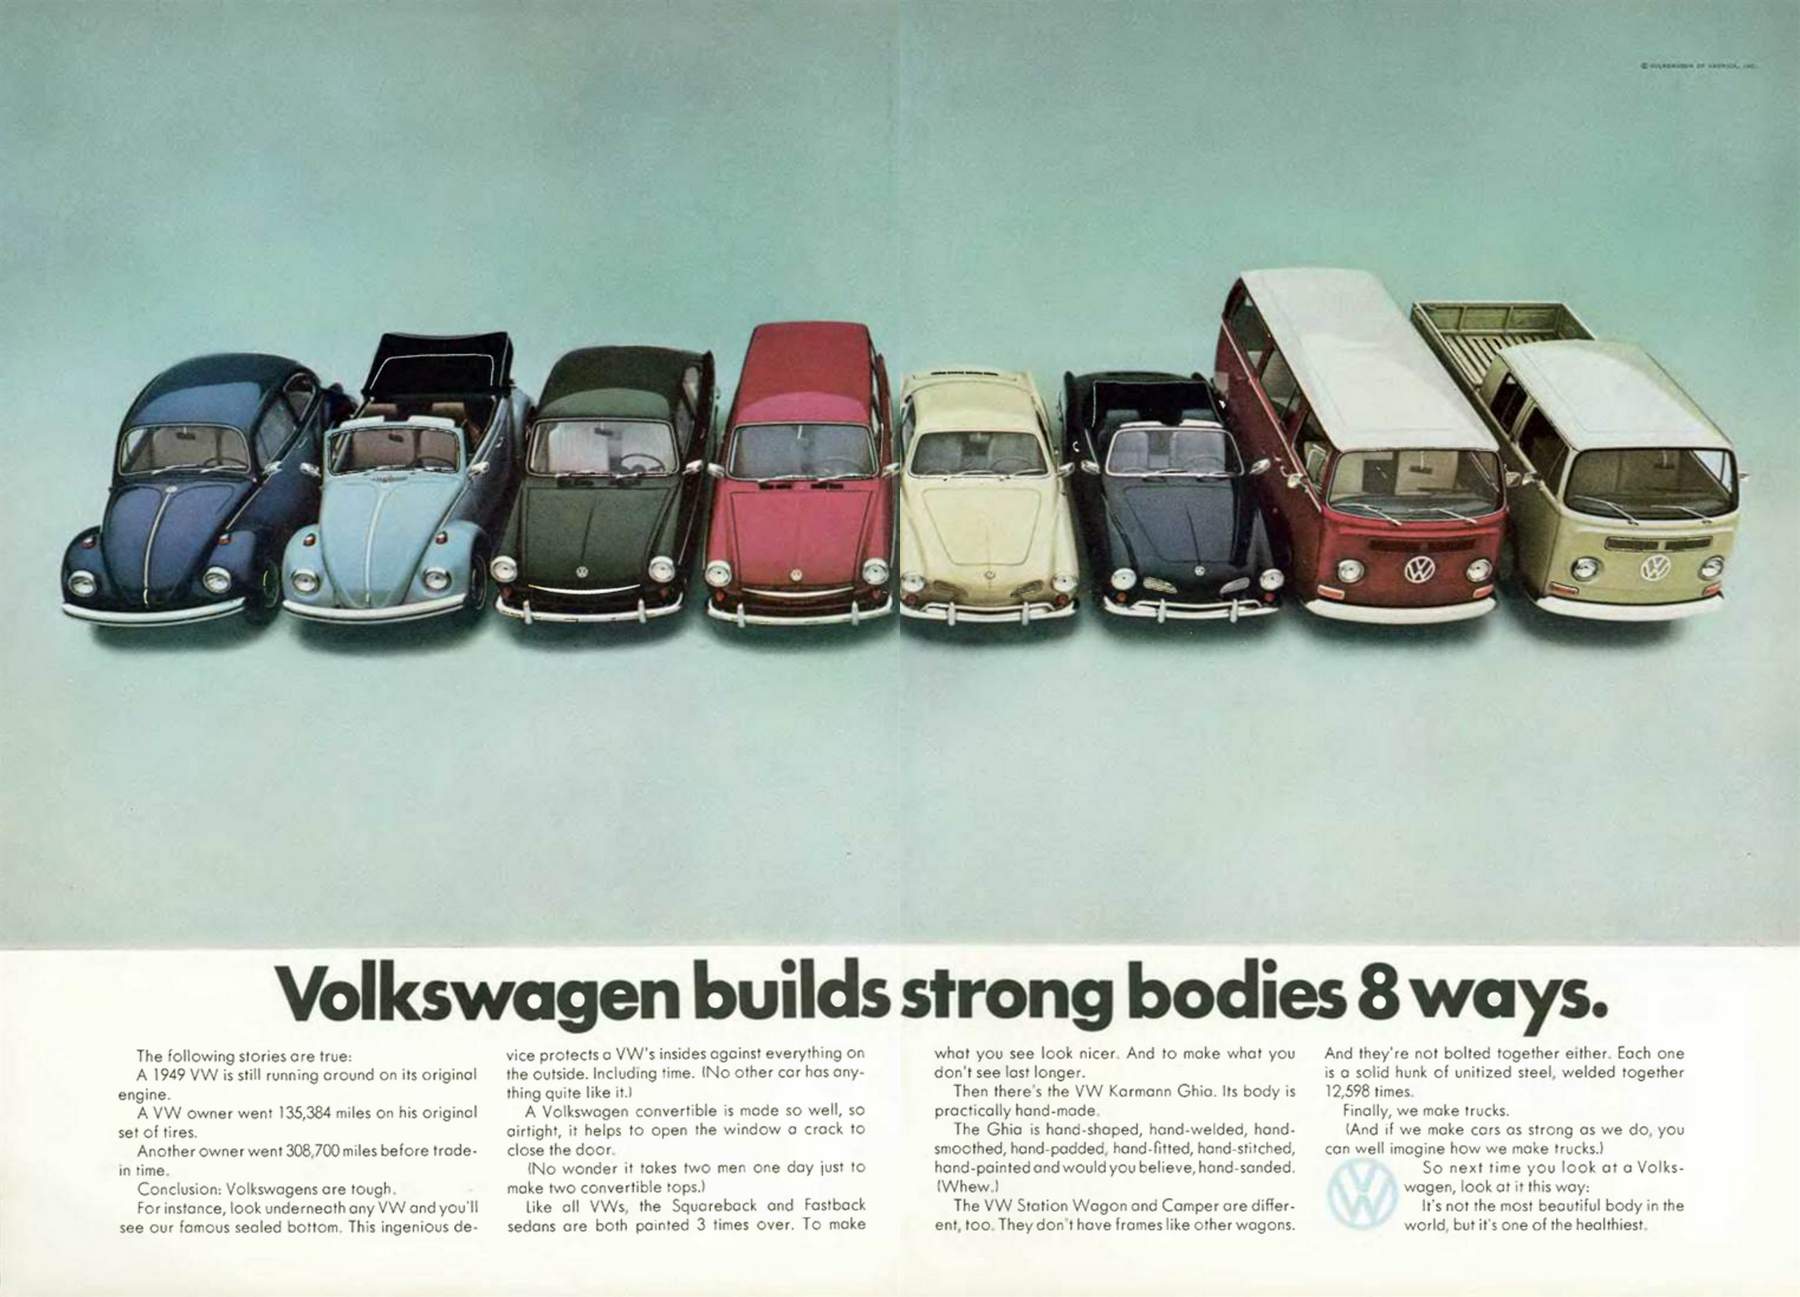 © VOLKSWAGEN OF AMERICA, INC.
Volkswagen builds strong bodies 8 ways.
The following stories are true:
A 1949 VW is still running around on its original
engine.
A VW owner went 135,384 miles on his original
set of tires.
Another owner went 308,700 miles before trade-
in time.
Conclusion: Volkswagens are tough.
For instance, look underneath any VW and you'll
see our famous sealed bottom. This ingenious de-
vice protects a VW's insides against everything on
the outside. Including time. (No other car has any-
thing quite like it.)
A Volkswagen convertible is made so well, so
airtight, it helps to open the window a crack to
close the door.
(No wonder it takes two men one day just to
make two convertible tops.)
Like all VWs, the Squareback and Fastback
sedans are both painted 3 times over. To make
what you see look nicer. And to make what you
don't see last longer.
Then there's the VW Karmann Ghia. Its body is
practically hand-made.
The Ghia is hand-shaped, hand-welded, hand-
smoothed, hand-padded, hand-fitted, hand-stitched,
hand-painted and would you believe, hand-sanded.
(Whew.)
The VW Station Wagon and Camper are differ-
ent, too. They don't have frames like other wagons.
And they're not bolted together either. Each one
is a solid hunk of unitized steel, welded together
12,598 times.
Finally, we make trucks.
(And if we make cars as strong as we do, you
can well imagine how we make trucks.)
So next time you look at a Volks-
wagen, look at it this way:
It's not the most beautiful body in the
world, but it's one of the healthiest.